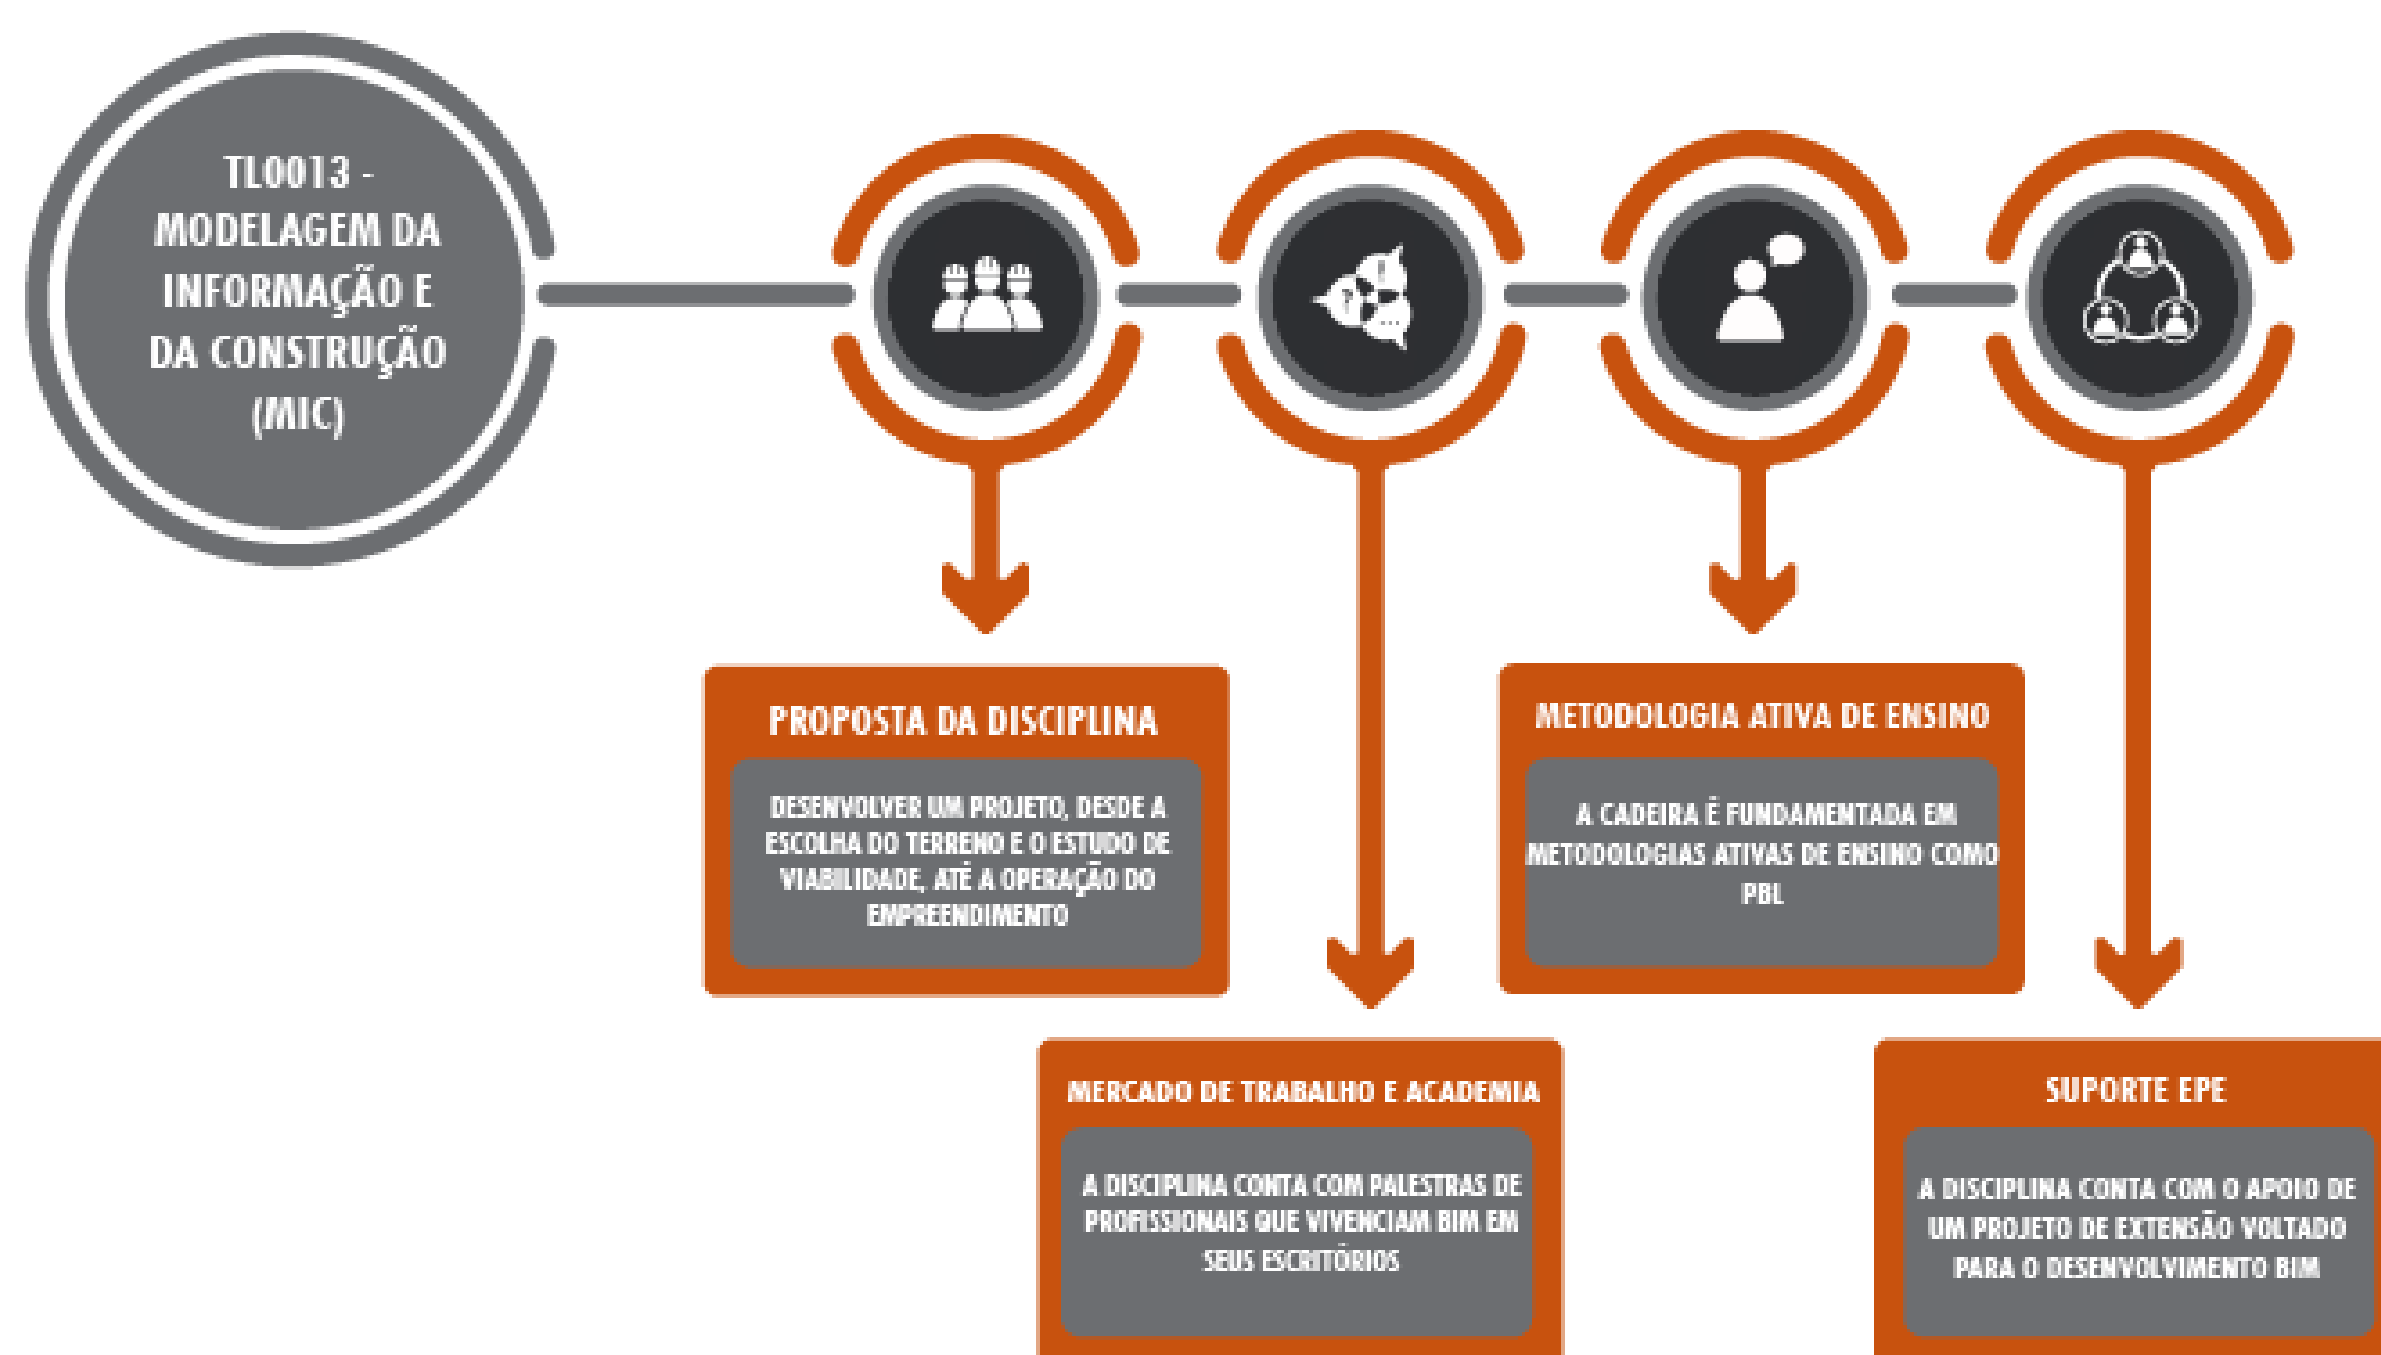 TL0013 -
MODELAGEM DA
INFORMAÇÃO E
DA CONSTRUÇÃO
(MIC)
PROPOSTA DA DISCIPLINA
DESENVOLVER UM PROJETO, DESDE A
ESCOLHA DO TERRENO E O ESTUDO DE
VIABILIDADE, ATÉ A OPERAÇÃO DO
EMPREENDIMENTO
MERCADO DE TRABALHO E ACADEMIA
A DISCIPLINA CONTA COM PALESTRAS DE
PROFISSIONAIS QUE VIVENCIAM BIM EM
SEUS ESCRITÓRIOS
METODOLOGIA ATIVA DE ENSINO
A CADEIRA É FUNDAMENTADA EM
METODOLOGIAS ATIVAS DE ENSINO COMO
PBL
SUPORTE EPE
A DISCIPLINA CONTA COM O APOIO DE
UM PROJETO DE EXTENSÃO VOLTADO
PARA O DESENVOLVIMENTO BIM